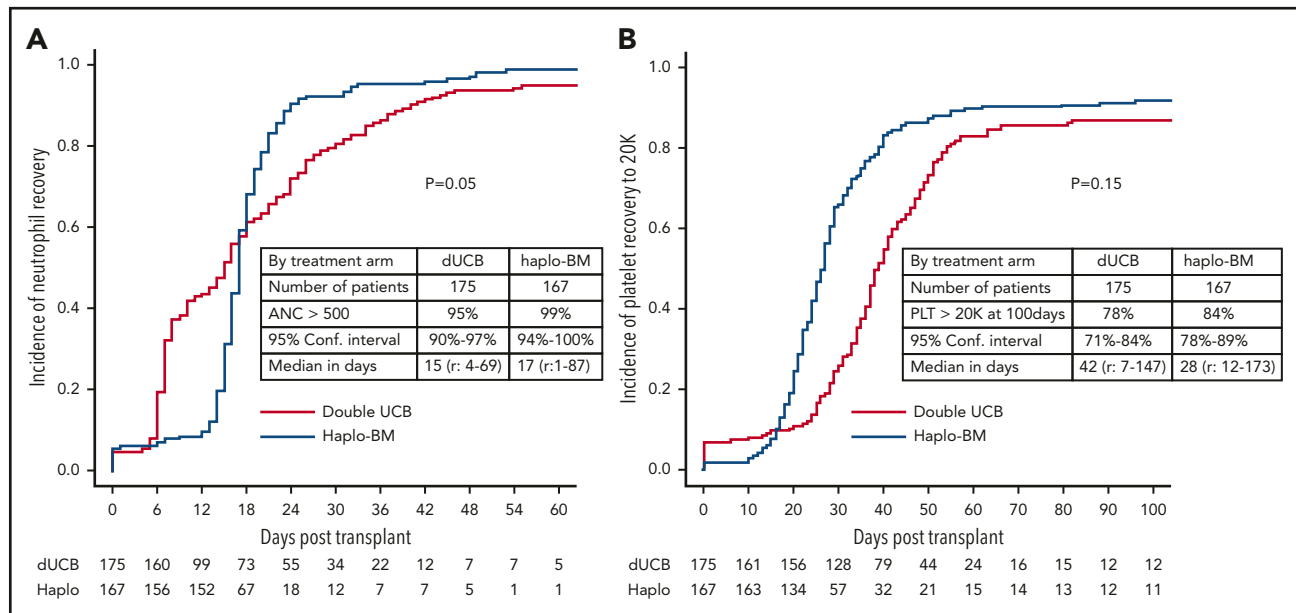 A
Incidence of neutrophil recovery
1.0
0.8
0.6
0.4
0.2
0.0
P=0.05
By treatment arm dUCB haplo-BM
Number of patients 175 167
ANC > 500 95% 99%
95% Conf. interval 90%-97% 94%-100%
Median in days 15 (r: 4-69) 17 (r:1-87)
Double UCB
Haplo-BM
0 6 12 18 24 30 36 42 48 54 60
Days post transplant
dUCB 175 160 99 73 55 34 22 12 7 7 5
Haplo 167 156 152 67 18 12 7 7 5 1 1
B
Incidence of platelet recovery to 20K
1.0
0.8
0.6
0.4
0.2
0.0
P=0.15
By treatment arm dUCB haplo-BM
Number of patients 175 167
PLT > 20K at 100days 78% 84%
95% Conf. interval 71%-84% 78%-89%
Median in days 42 (r: 7-147) 28 (r: 12-173)
Double UCB
Haplo-BM
0 10 20 30 40 50 60 70 80 90 100
Days post transplant
dUCB 175 161 156 128 79 44 24 16 15 12 12
Haplo 167 163 134 57 32 21 15 14 13 12 11